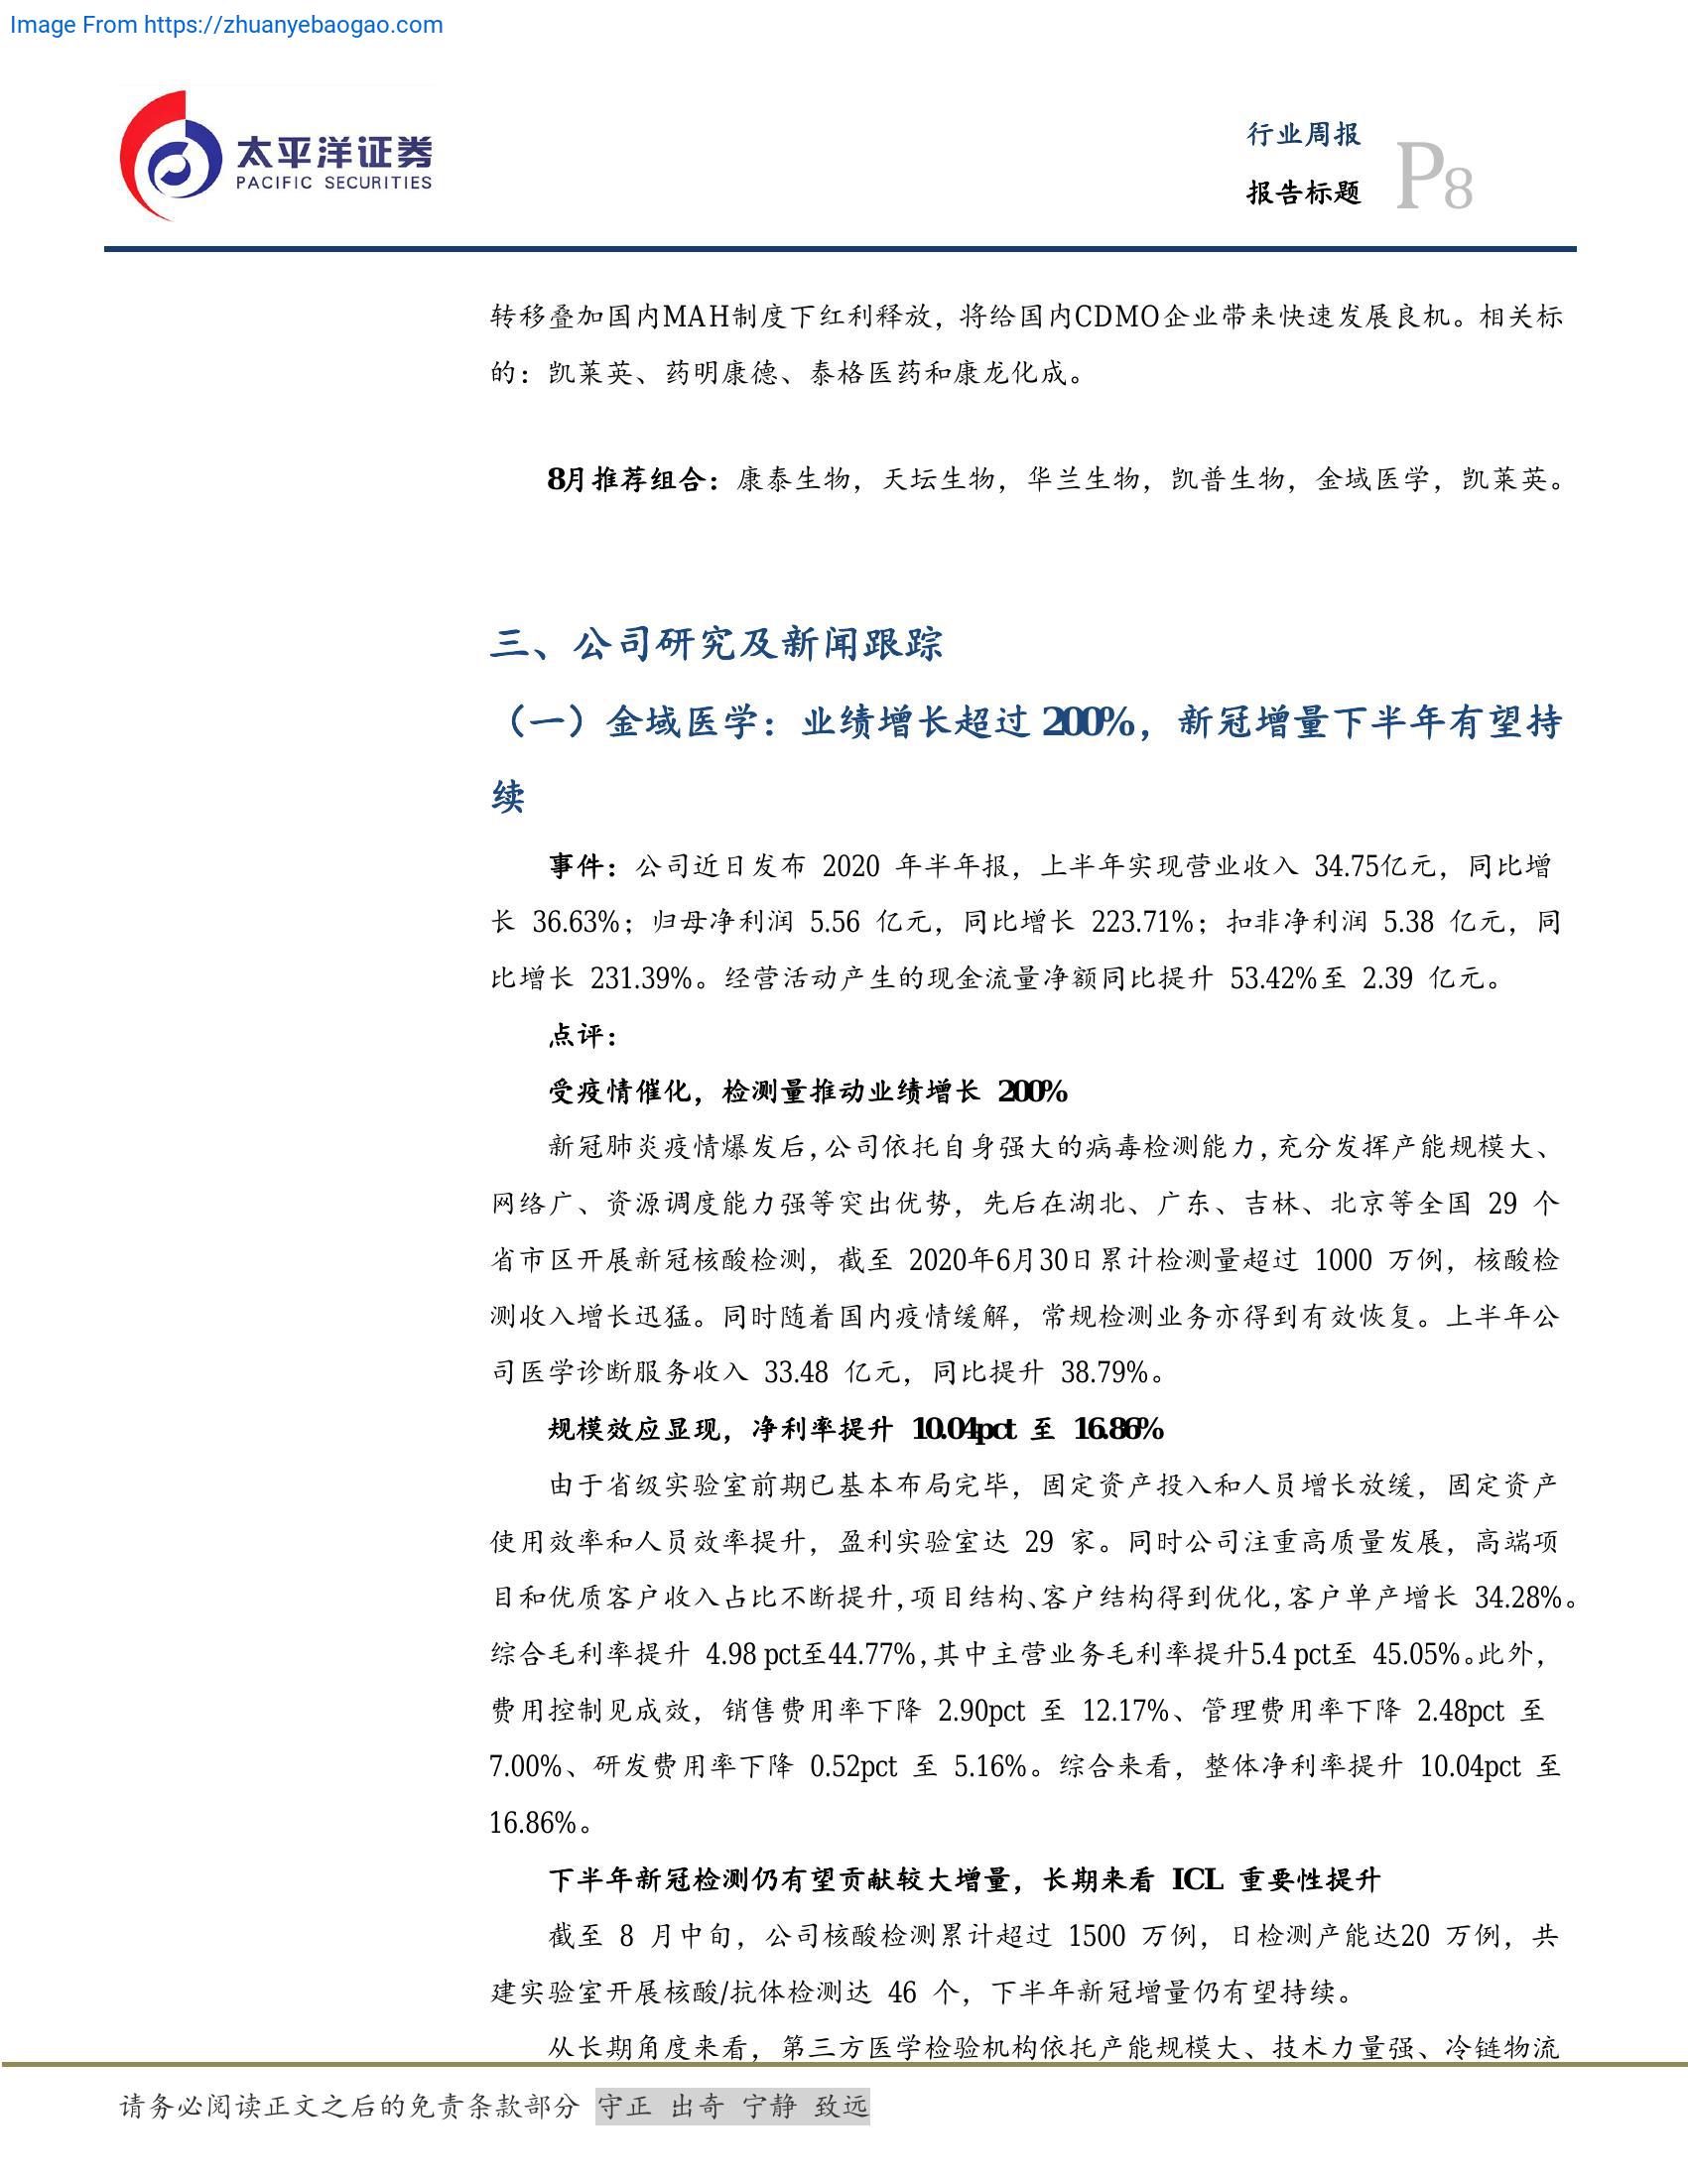 Image From https://zhuanyebaogao.com
太平洋证券
PACIFIC SECURITIES
行业周报
报告标题
P8
转移叠加国内MAH制度下红利释放，将给国内CDMO企业带来快速发展良机。相关标
的：凯莱英、药明康德、泰格医药和康龙化成。
8月推荐组合：康泰生物，天坛生物，华兰生物，凯普生物，金域医学，凯莱英。
三、公司研究及新闻跟踪
（一）金域医学：业绩增长超过 200%，新冠增量下半年有望持
续
事件：公司近日发布 2020 年半年报，上半年实现营业收入 34.75亿元，同比增
长 36.63%；归母净利润 5.56 亿元，同比增长 223.71%；扣非净利润 5.38 亿元，同
比增长 231.39%。经营活动产生的现金流量净额同比提升 53.42%至 2.39 亿元。
点评：
受疫情催化，检测量推动业绩增长 200%
新冠肺炎疫情爆发后，公司依托自身强大的病毒检测能力，充分发挥产能规模大、
网络广、资源调度能力强等突出优势，先后在湖北、广东、吉林、北京等全国 29 个
省市区开展新冠核酸检测，截至 2020年6月30日累计检测量超过 1000 万例，核酸检
测收入增长迅猛。同时随着国内疫情缓解，常规检测业务亦得到有效恢复。上半年公
司医学诊断服务收入 33.48 亿元，同比提升 38.79%。
规模效应显现，净利率提升 10.04pct 至 16.86%
由于省级实验室前期已基本布局完毕，固定资产投入和人员增长放缓，固定资产
使用效率和人员效率提升，盈利实验室达 29 家。同时公司注重高质量发展，高端项
目和优质客户收入占比不断提升，项目结构、客户结构得到优化，客户单产增长 34.28%。
综合毛利率提升 4.98 pct至44.77%，其中主营业务毛利率提升5.4 pct至 45.05%。此外，
费用控制见成效，销售费用率下降 2.90pct 至 12.17%、管理费用率下降 2.48pct 至
7.00%、研发费用率下降 0.52pct 至 5.16%。综合来看，整体净利率提升 10.04pct 至
16.86%。
下半年新冠检测仍有望贡献较大增量，长期来看 ICL 重要性提升
截至 8 月中旬，公司核酸检测累计超过 1500 万例，日检测产能达20 万例，共
建实验室开展核酸/抗体检测达 46 个，下半年新冠增量仍有望持续。
从长期角度来看，第三方医学检验机构依托产能规模大、技术力量强、冷链物流
请务必阅读正文之后的免责条款部分 守正 出奇 宁静 致远